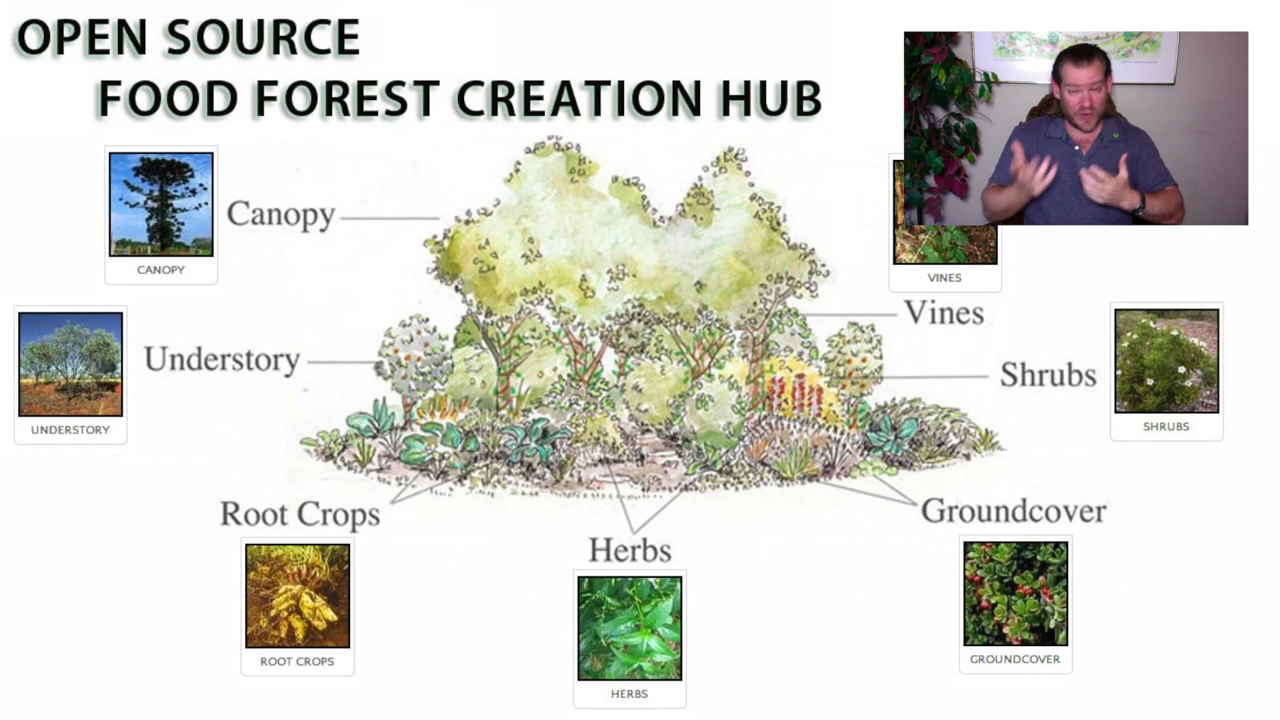 OPEN SOURCE
FOOD FOREST CREATION HUB
Canopy
CANOPY
VINES
Vines
Understory
UNDERSTORY
Shrubs
SHRUBS
Root Crops
ROOT CROPS
Herbs
HERBS
Groundcover
GROUNDCOVER